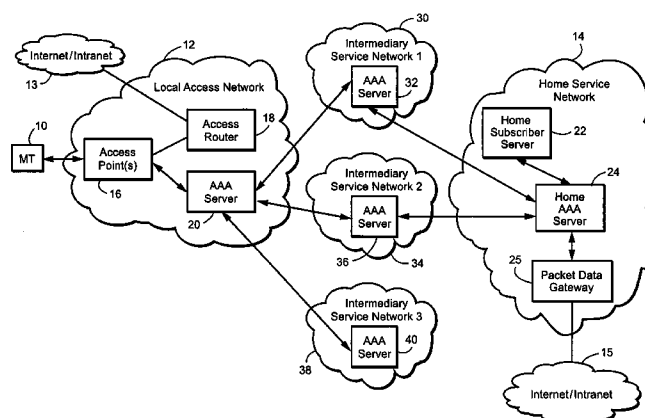 30
Intermediary
Service Network 1
AAA
Server
32
12
Internet/Intranet
13
Local Access Network
Access
Router
18
10
MT
Access
Point(s)
16
AAA
Server
20
Intermediary
Service Network 2
AAA
Server
36
34
Intermediary
Service Network 3
AAA
Server
40
38
14
Home Service
Network
Home
Subscriber
Server
22
24
Home
AAA
Server
25
Packet Data
Gateway
15
Internet/Intranet